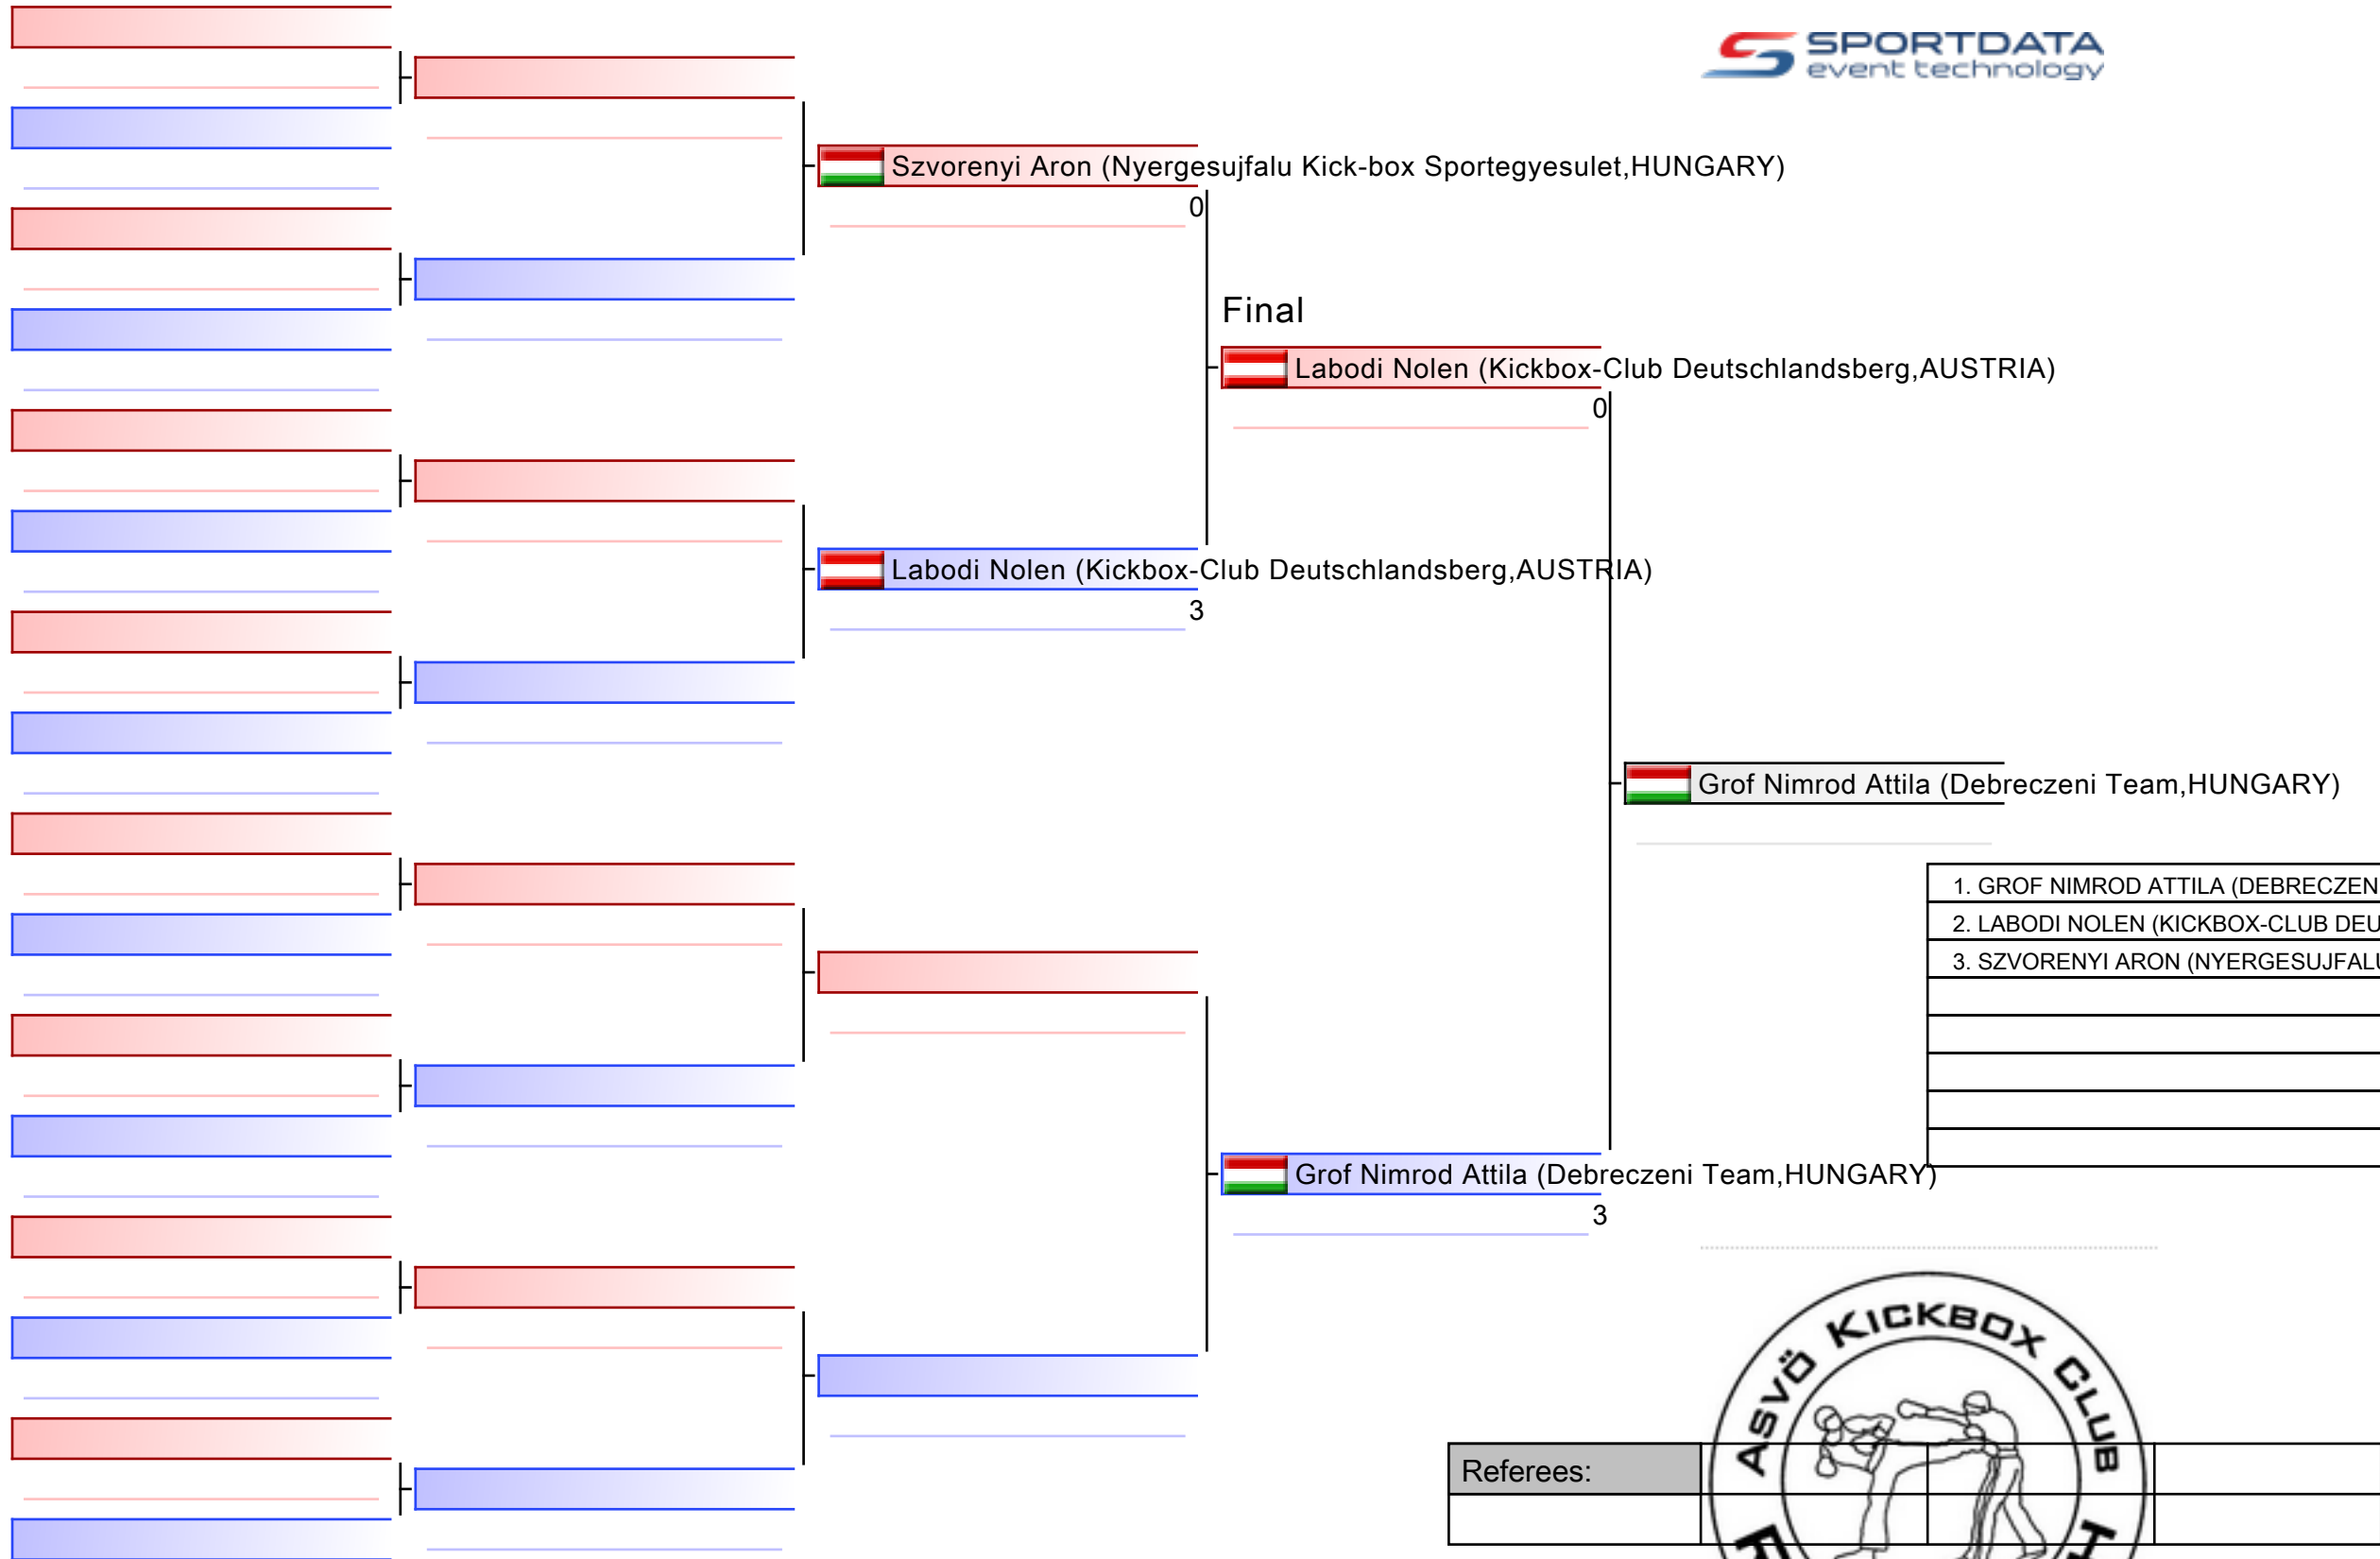 SPORTDATA
event technology
Szvorenyi Aron (Nyergesujfalu Kick-box Sportegyesulet,HUNGARY)
0
Final
Labodi Nolen (Kickbox-Club Deutschlandsberg,AUSTRIA)
0
Labodi Nolen (Kickbox-Club Deutschlandsberg,AUSTRIA)
3
Grof Nimrod Attila (Debreczeni Team,HUNGARY)
1. GROF NIMROD ATTILA (DEBRECZEN
2. LABODI NOLEN (KICKBOX-CLUB DEU
3. SZVORENYI ARON (NYERGESUJFALU
Grof Nimrod Attila (Debreczeni Team,HUNGARY)
3
ASVÖ KICKBOX CLUB
Referees: